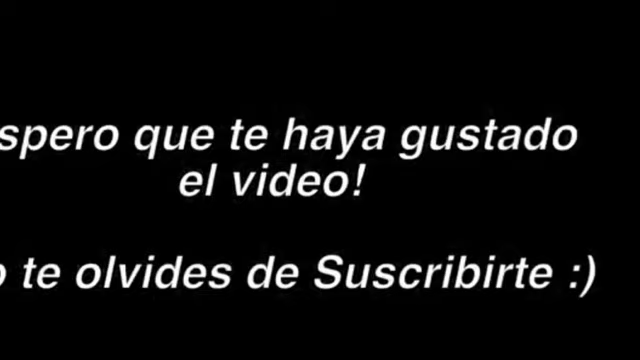 spero que te haya gustado
el video!
o te olvides de Suscribirte :)